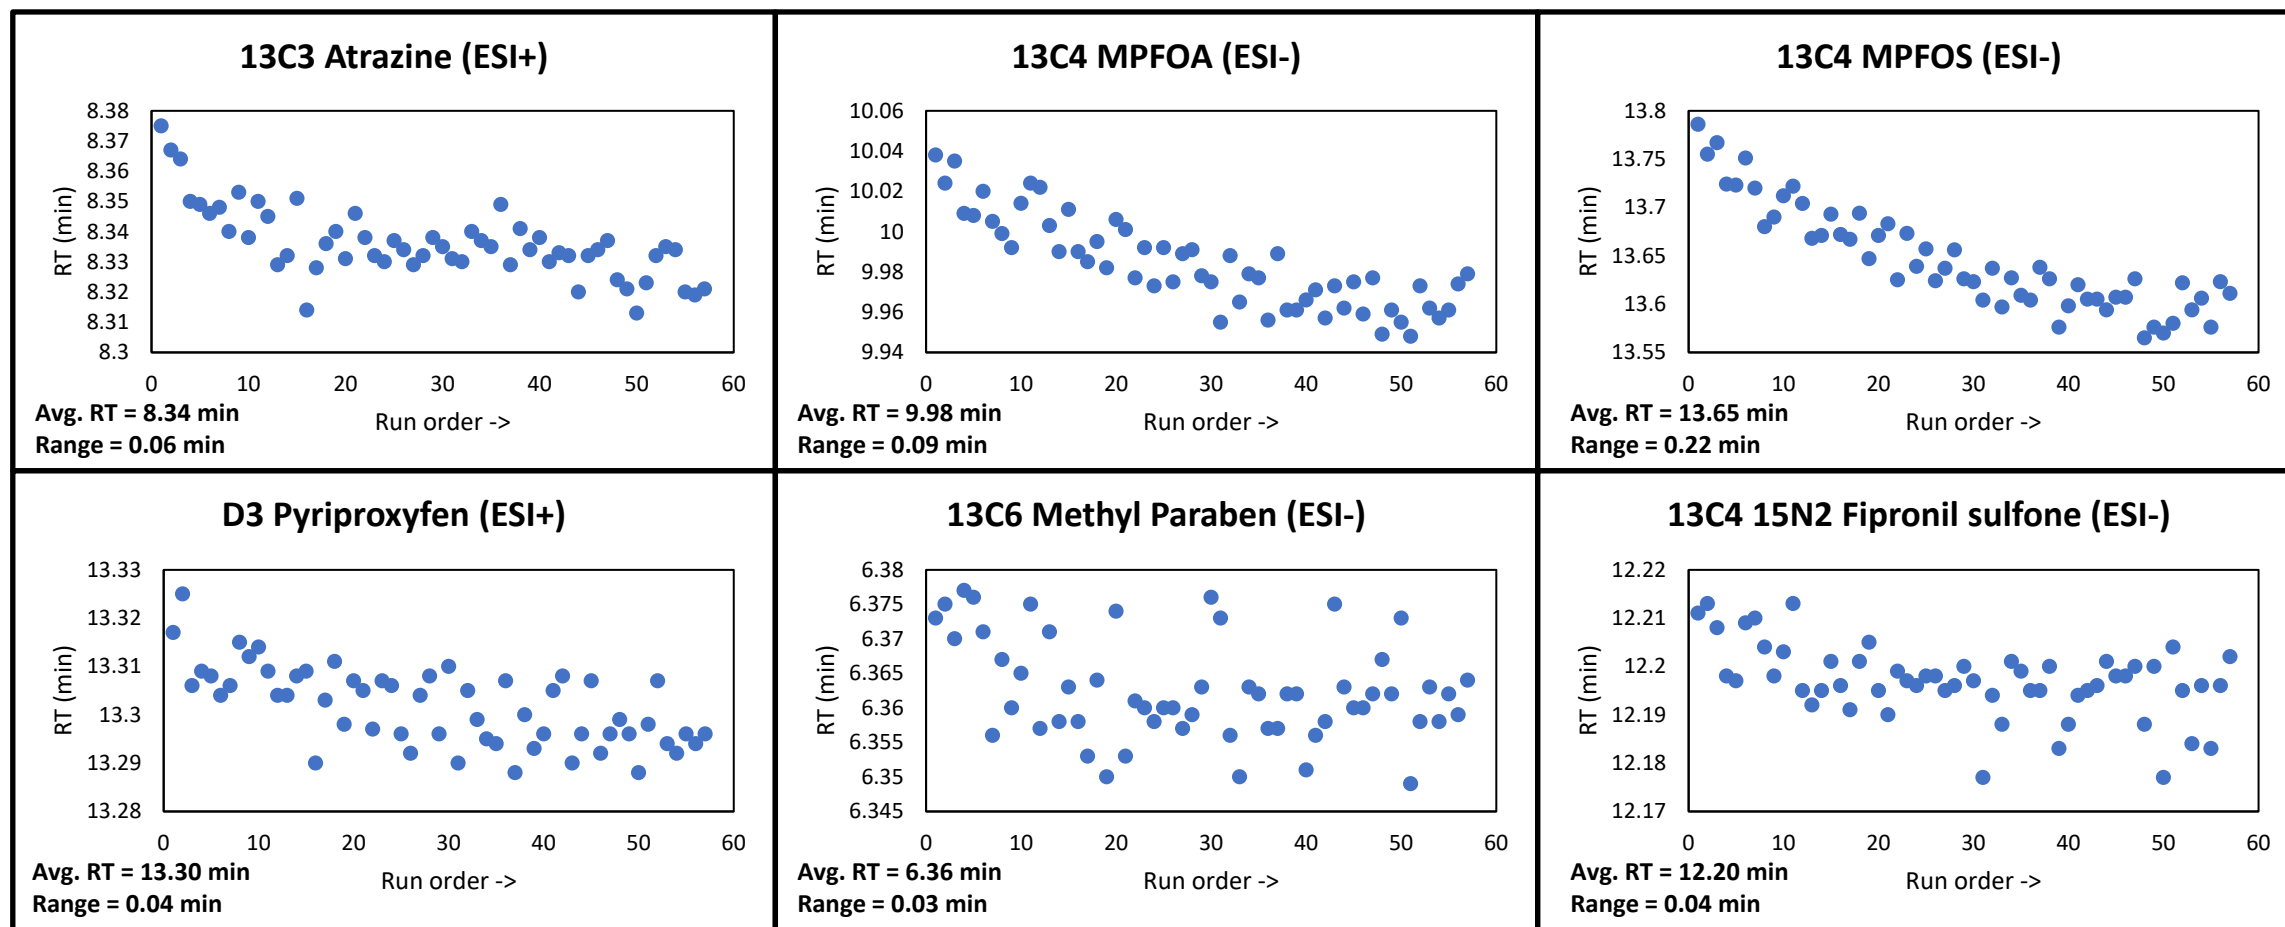 13C3 Atrazine (ESI+)
8.38
8.37
8.36
8.35
8.34
8.33
8.32
8.31
8.3
RT (min)
0 10 20 30 40 50 60
Run order ->
Avg. RT = 8.34 min
Range = 0.06 min
13C4 MPFOA (ESI-)
10.06
10.04
10.02
10
9.98
9.96
9.94
RT (min)
0 10 20 30 40 50 60
Run order ->
Avg. RT = 9.98 min
Range = 0.09 min
13C4 MPFOS (ESI-)
13.8
13.75
13.7
13.65
13.6
13.55
RT (min)
0 10 20 30 40 50 60
Run order ->
Avg. RT = 13.65 min
Range = 0.22 min
D3 Pyriproxyfen (ESI+)
13.33
13.32
13.31
13.3
13.29
13.28
RT (min)
0 10 20 30 40 50 60
Run order ->
Avg. RT = 13.30 min
Range = 0.04 min
13C6 Methyl Paraben (ESI-)
6.38
6.375
6.37
6.365
6.36
6.355
6.35
6.345
RT (min)
0 10 20 30 40 50 60
Run order ->
Avg. RT = 6.36 min
Range = 0.03 min
13C4 15N2 Fipronil sulfone (ESI-)
12.22
12.21
12.2
12.19
12.18
12.17
RT (min)
0 10 20 30 40 50 60
Run order ->
Avg. RT = 12.20 min
Range = 0.04 min